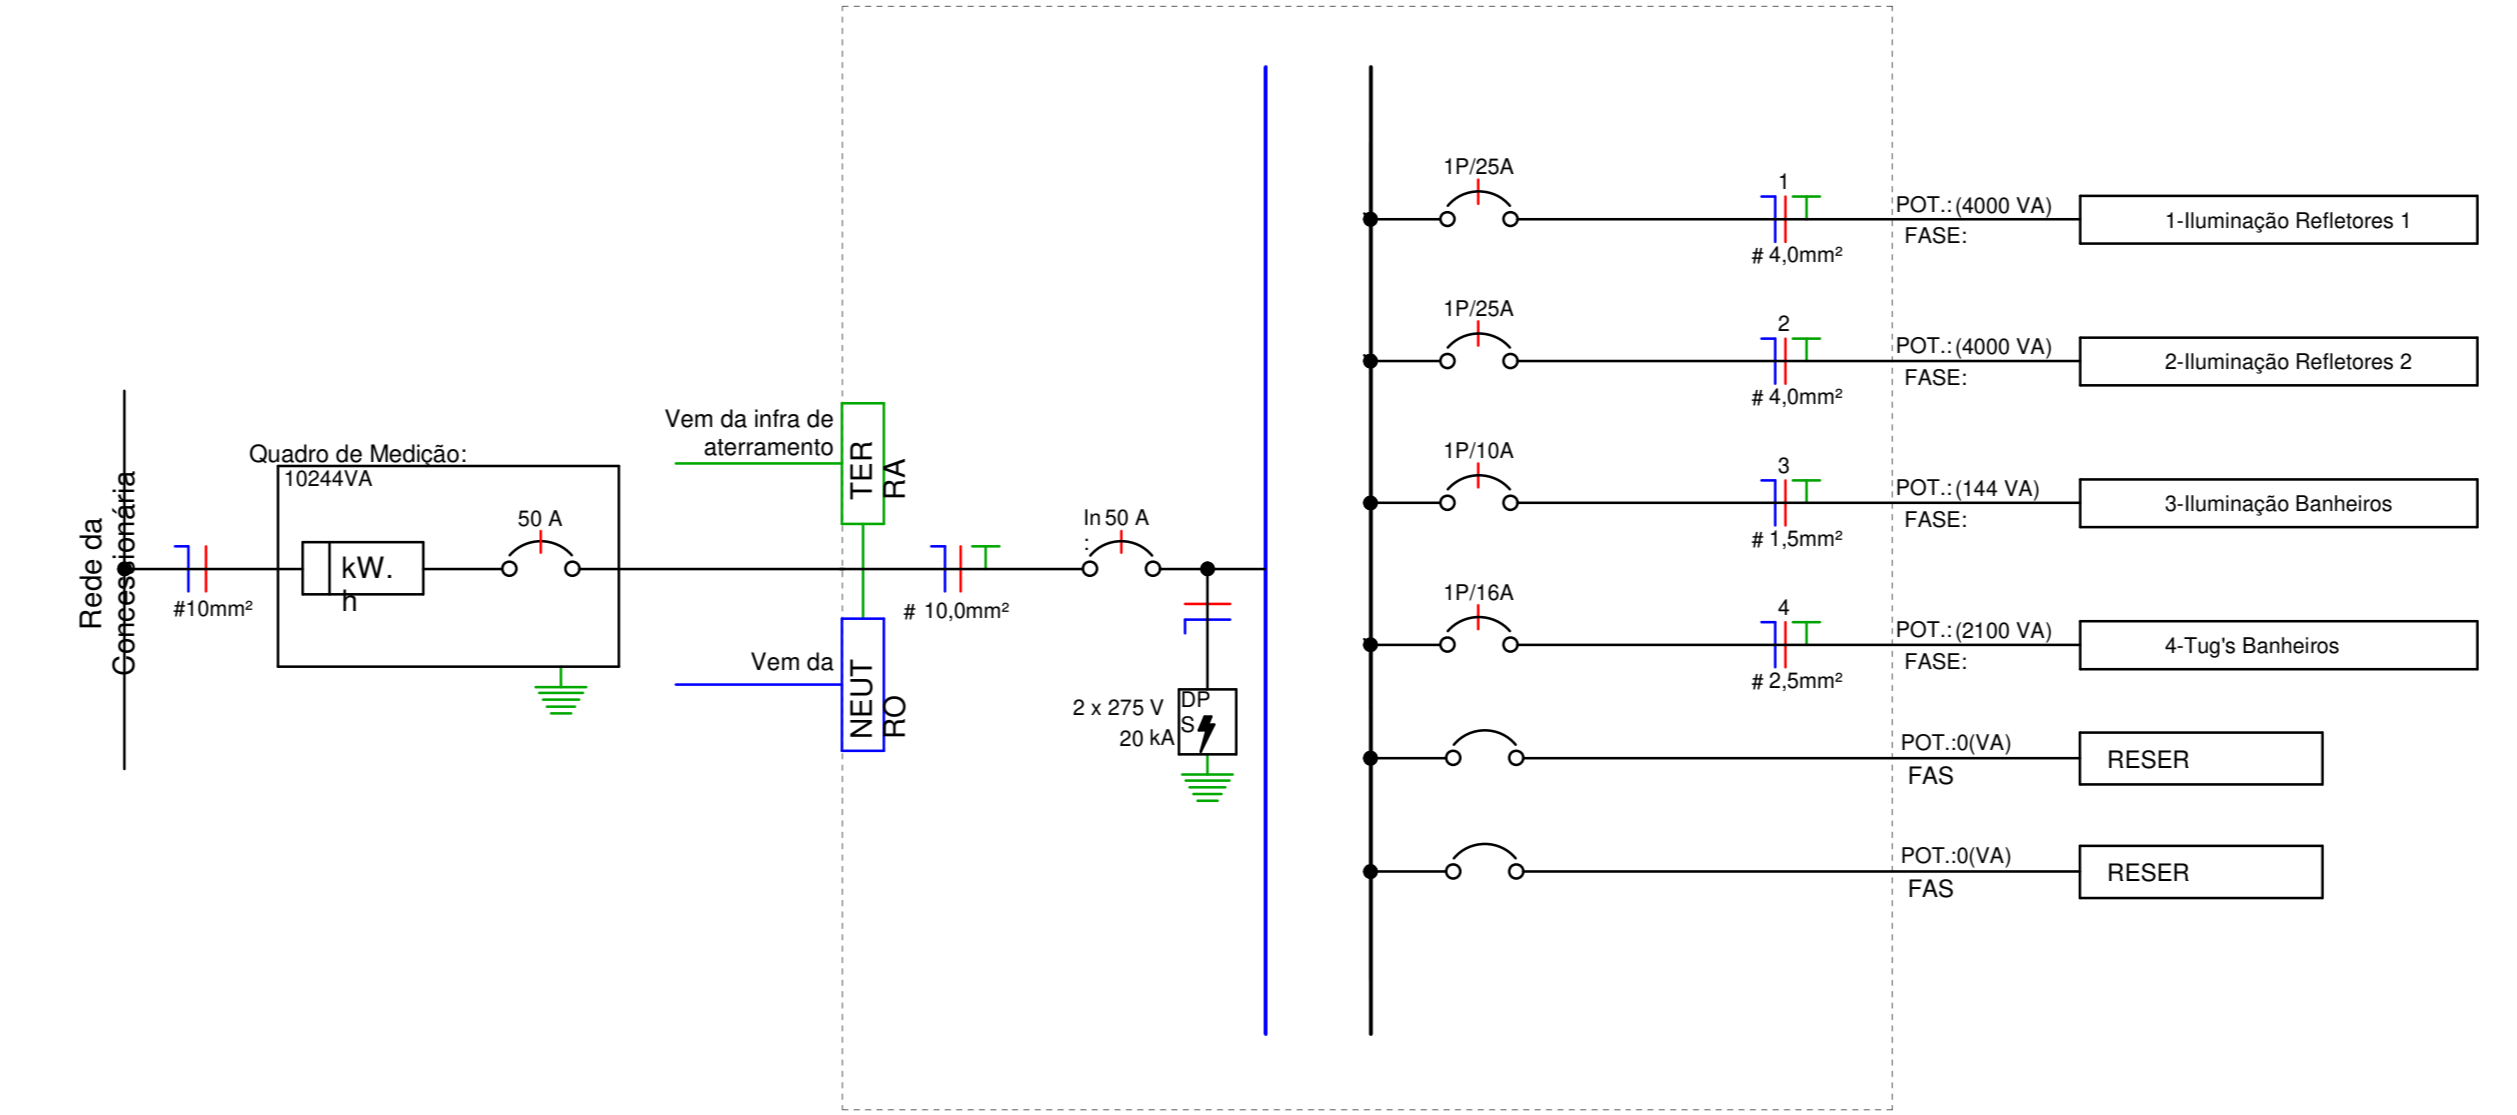 Rede da
Concessionária
#10mm²
Quadro de Medição:
10244VA
kW.
h
50 A
Vem da infra de
aterramento
TER
RA
Vem da
NEUT
RO
# 10,0mm²
In 50 A
:
2 x 275 V
20 kA
DP
S
1P/25A
1
# 4,0mm²
POT.: (4000 VA)
FASE:
1-Iluminação Refletores 1
1P/25A
2
# 4,0mm²
POT.: (4000 VA)
FASE:
2-Iluminação Refletores 2
1P/10A
3
# 1,5mm²
POT.: (144 VA)
FASE:
3-Iluminação Banheiros
1P/16A
4
# 2,5mm²
POT.: (2100 VA)
FASE:
4-Tug's Banheiros
POT.:0(VA)
FAS
RESER
POT.:0(VA)
FAS
RESER